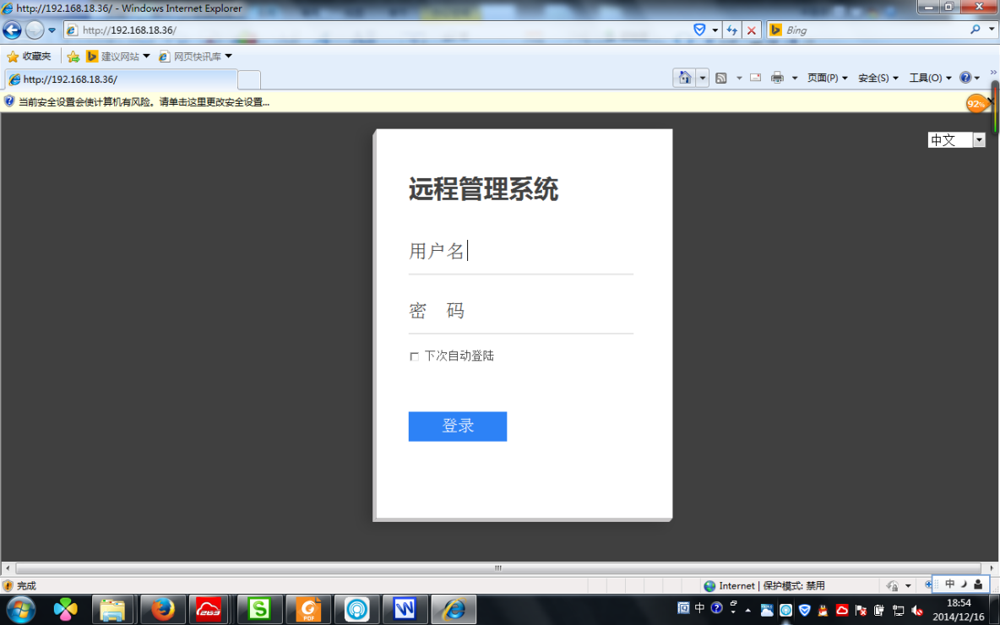 http://192.168.18.36/ - Windows Internet Explorer
http://192.168.18.36/
Bing
收藏夹 建议网站 网页快讯库
http://192.168.18.36/
页面(P) 安全(S) 工具(O)
当前安全设置会使计算机有风险。请单击这里更改安全设置...
92%
中文
远程管理系统
用户名
密 码
下次自动登陆
登录
完成
Internet | 保护模式: 禁用
中
中
18:54
2014/12/16